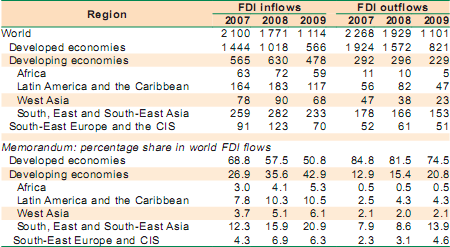 Region FDI inflows FDI outflows
2007 2008 2009 2007 2008 2009
World 2 100 1 771 1 114 2 268 1 929 1 101
Developed economies 1 444 1 018 566 1 924 1 572 821
Developing economies 565 630 478 292 296 229
Africa 63 72 59 11 10 5
Latin America and the Caribbean 164 183 117 56 82 47
West Asia 78 90 68 47 38 23
South, East and South-East Asia 259 282 233 178 166 153
South-East Europe and the CIS 91 123 70 52 61 51
Memorandum: percentage share in world FDI flows
Developed economies 68.8 57.5 50.8 84.8 81.5 74.5
Developing economies 26.9 35.6 42.9 12.9 15.4 20.8
Africa 3.0 4.1 5.3 0.5 0.5 0.5
Latin America and the Caribbean 7.8 10.3 10.5 2.5 4.3 4.3
West Asia 3.7 5.1 6.1 2.1 2.0 2.1
South, East and South-East Asia 12.3 15.9 20.9 7.9 8.6 13.9
South-East Europe and CIS 4.3 6.9 6.3 2.3 3.1 4.6